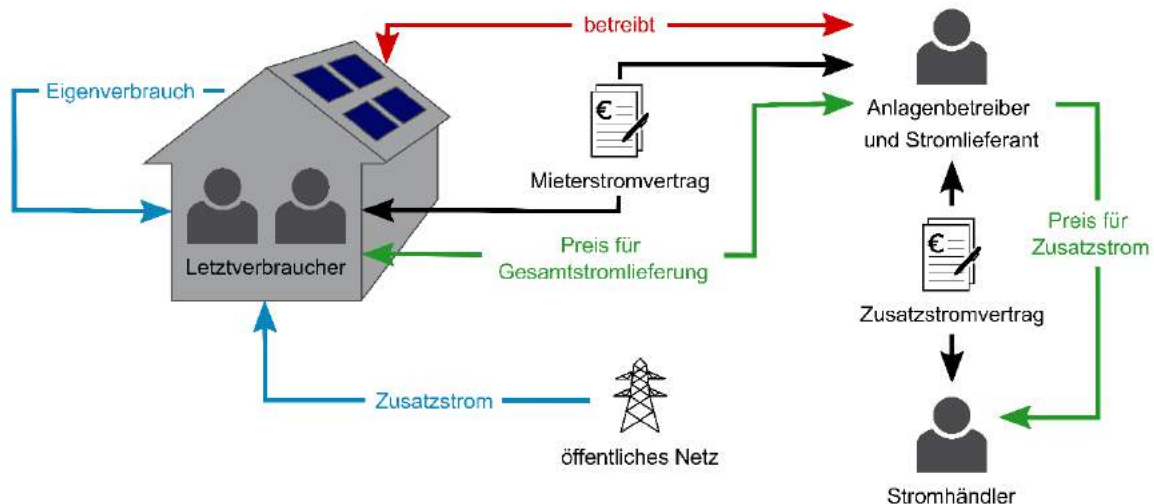 betreibt
Eigenverbrauch
€
Anlagenbetreiber
und Stromlieferant
Mieterstromvertrag
Letztverbraucher
Preis für
Gesamtstromlieferung
€
Preis für
Zusatzstrom
Zusatzstromvertrag
Zusatzstrom
öffentliches Netz
Stromhändler